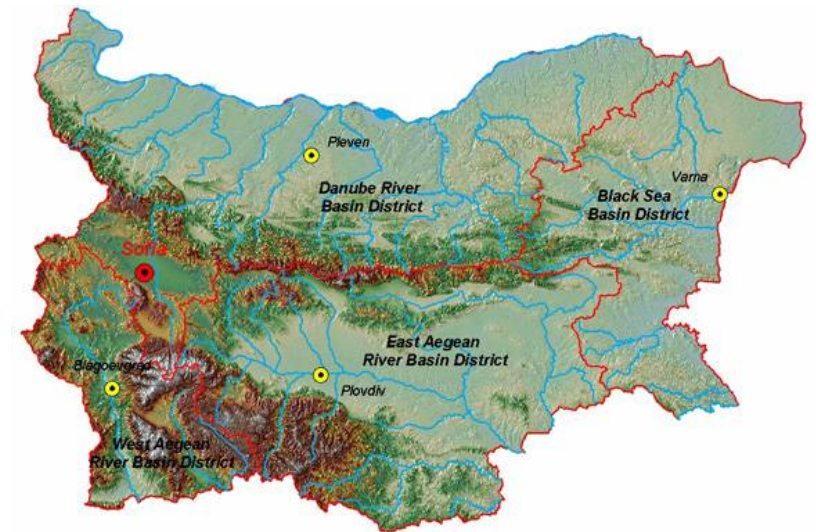 Pleven
Danube River
Basin District
Varna
Black Sea
Basin District
Sofia
East Aegean
River Basin District
Blagoevgrad
Plovdiv
West Aegean
River Basin District